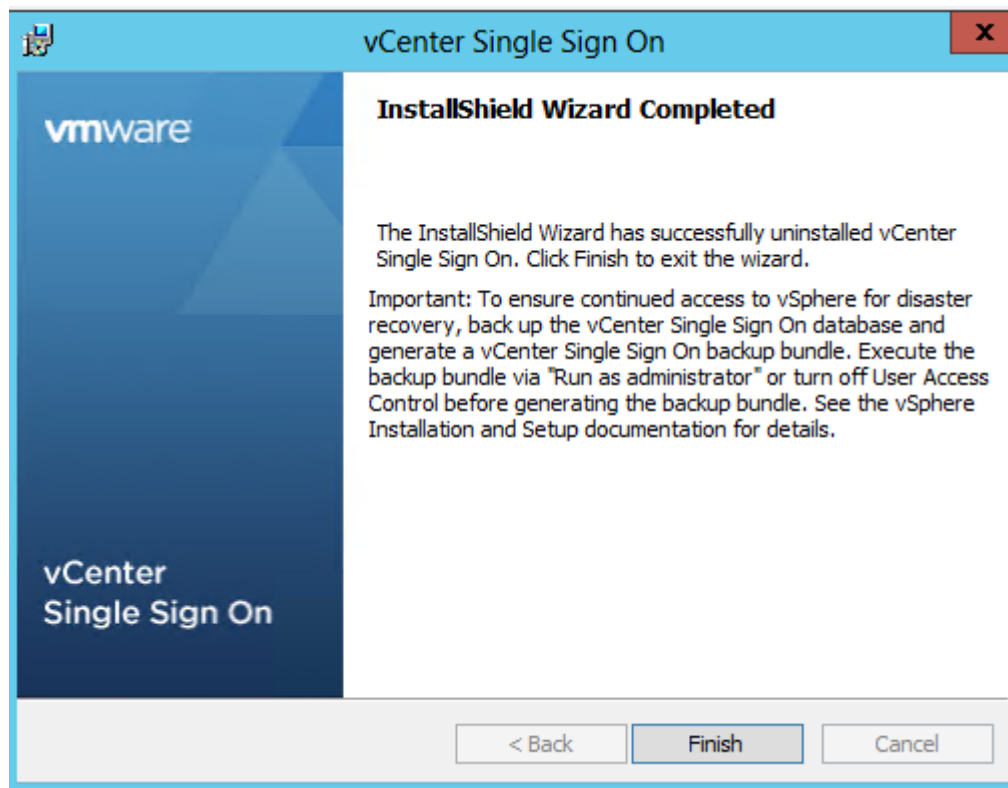 vCenter Single Sign On
x
vmware
InstallShield Wizard Completed
The InstallShield Wizard has successfully uninstalled vCenter
Single Sign On. Click Finish to exit the wizard.
Important: To ensure continued access to vSphere for disaster
recovery, back up the vCenter Single Sign On database and
generate a vCenter Single Sign On backup bundle. Execute the
backup bundle via "Run as administrator" or turn off User Access
Control before generating the backup bundle. See the vSphere
Installation and Setup documentation for details.
vCenter
Single Sign On
< Back
Finish
Cancel